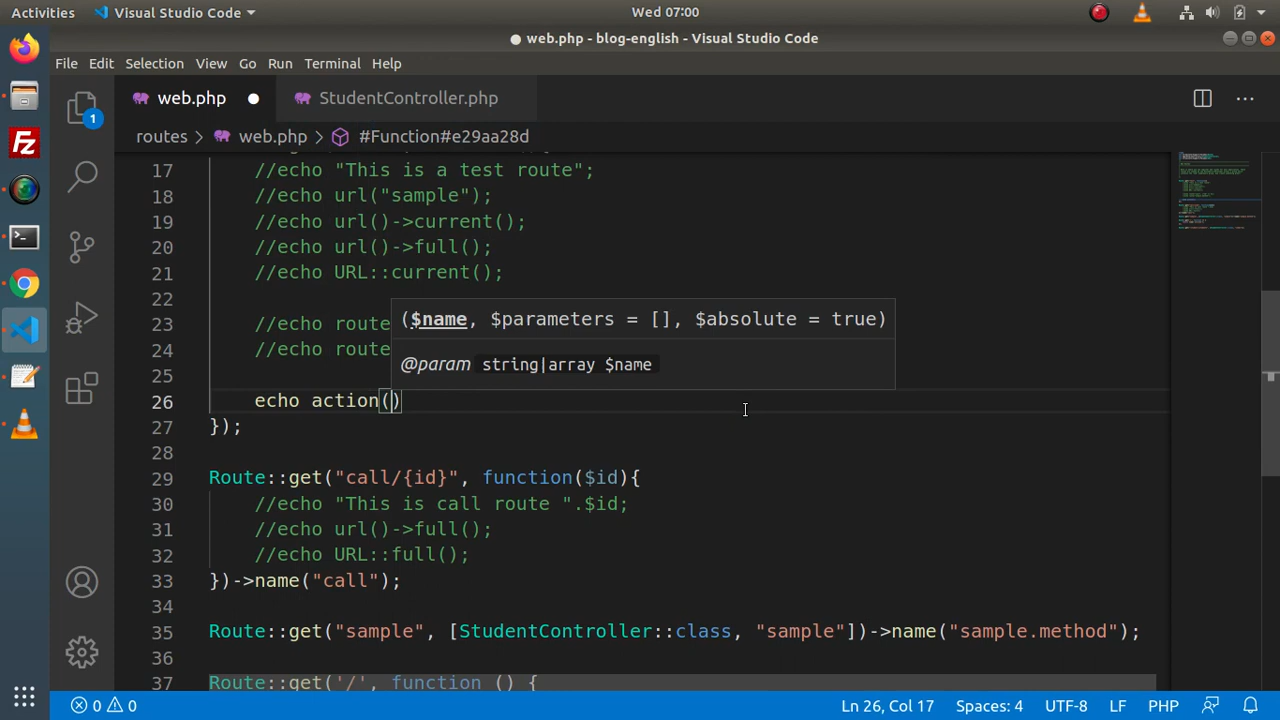 Activities Visual Studio Code Wed 07:00
● web.php - blog-english - Visual Studio Code
File Edit Selection View Go Run Terminal Help
web.php StudentController.php
routes > web.php > #Function#e29aa28d
17 //echo "This is a test route";
18 //echo url("sample");
19 //echo url()->current();
20 //echo url()->full();
21 //echo URL::current();
22
23 //echo route
24 //echo route
($name, $parameters = [], $absolute = true)
@param string|array $name
25
26 echo action()
27 });
28
29 Route::get("call/{id}", function($id){
30 //echo "This is call route ".$id;
31 //echo url()->full();
32 //echo URL::full();
33 })->name("call");
34
35 Route::get("sample", [StudentController::class, "sample"])->name("sample.method");
36
37 Route::get('/', function () {
1
0 0 Ln 26, Col 17 Spaces: 4 UTF-8 LF PHP